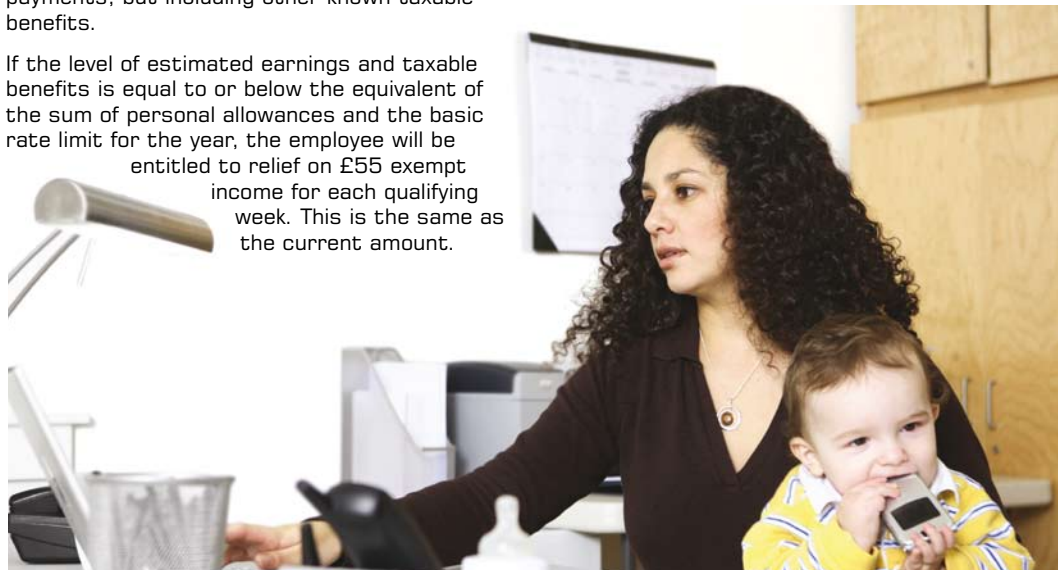 payments, but including other known taxable
benefits.
If the level of estimated earnings and taxable
benefits is equal to or below the equivalent of
the sum of personal allowances and the basic
rate limit for the year, the employee will be
entitled to relief on £55 exempt
income for each qualifying
week. This is the same as
the current amount.